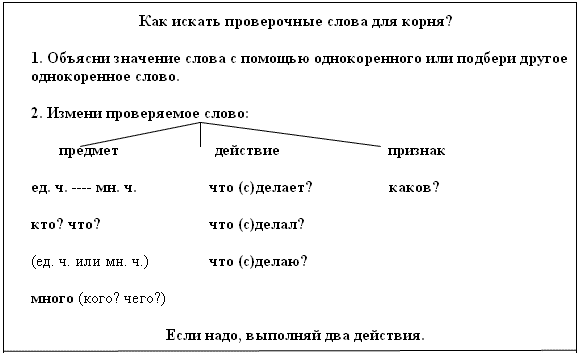 Как искать проверочные слова для корня?
1. Объясни значение слова с помощью однокоренного или подбери другое
однокоренное слово.
2. Измени проверяемое слово:
предмет действие признак
ед. ч. ---- мн. ч. что (с)делает? каков?
кто? что? что (с)делал?
(ед. ч. или мн. ч.) что (с)делаю?
много (кого? чего?)
Если надо, выполняй два действия.